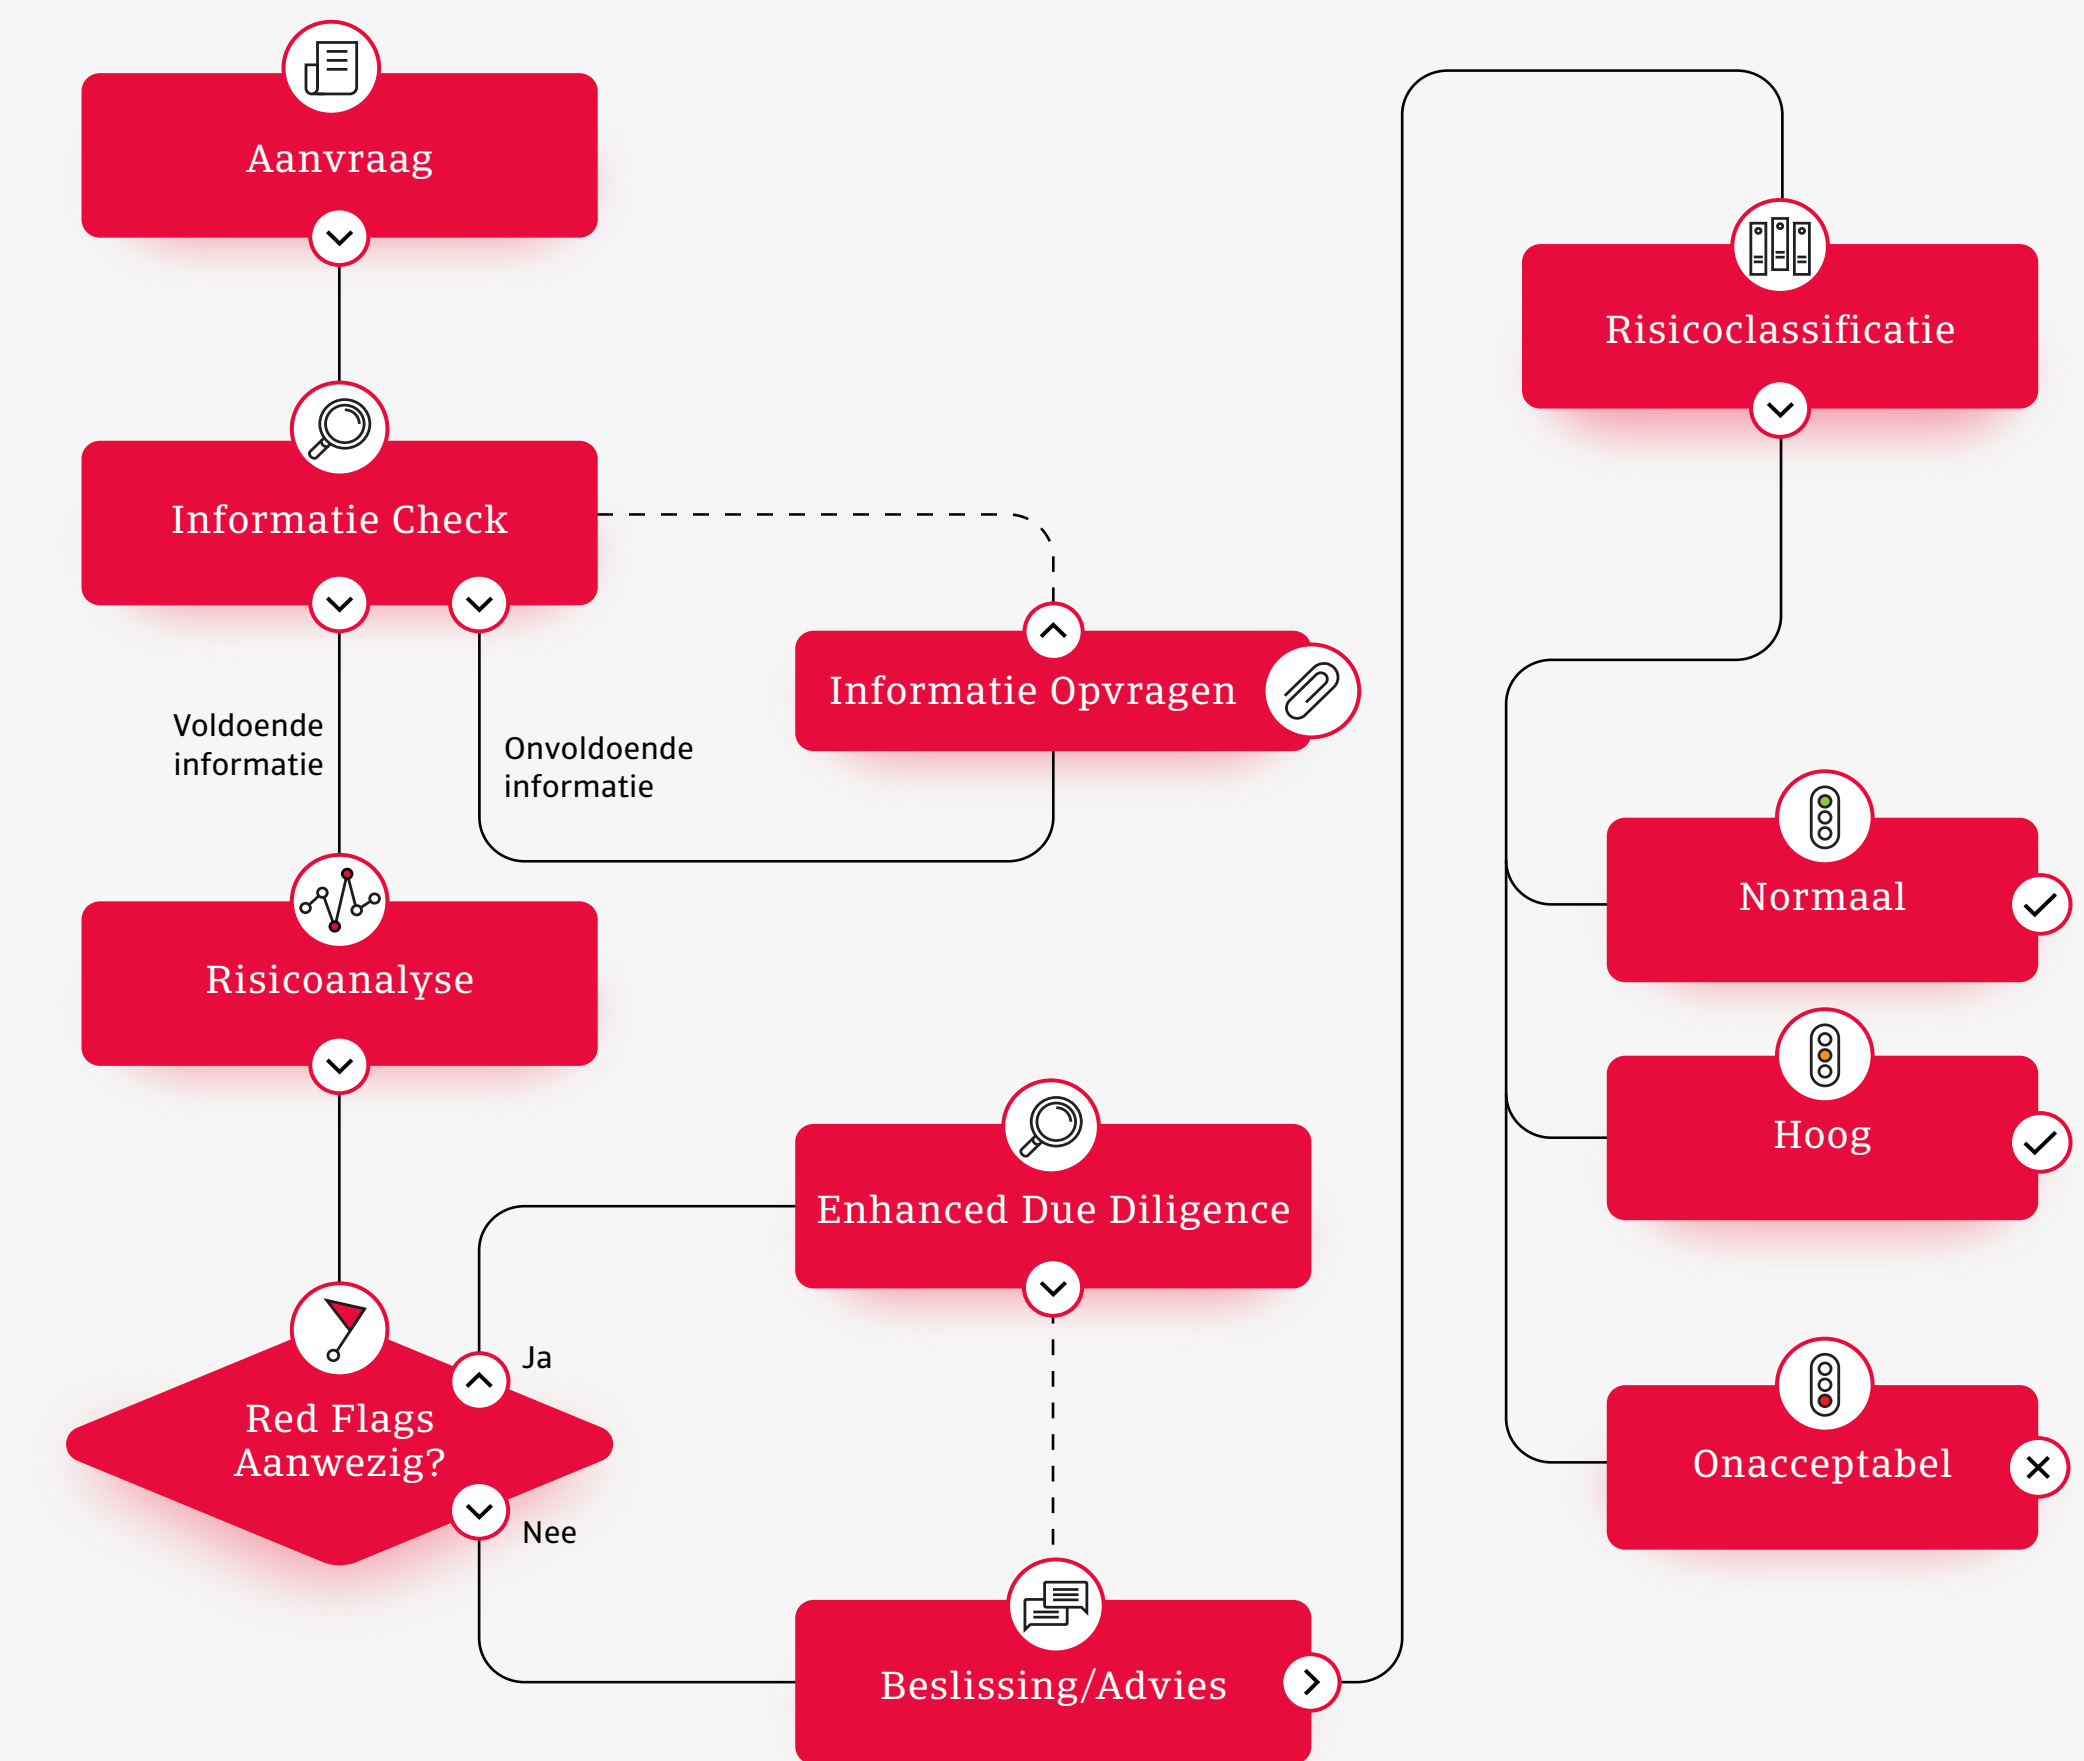 Aanvraag
Informatie Check
Voldoende
informatie
Onvoldoende
informatie
Informatie Opvragen
Risicoanalyse
Red Flags
Aanwezig?
Ja
Nee
Enhanced Due Diligence
Beslissing/Advies
Risicoclassificatie
Normaal
Hoog
Onacceptabel